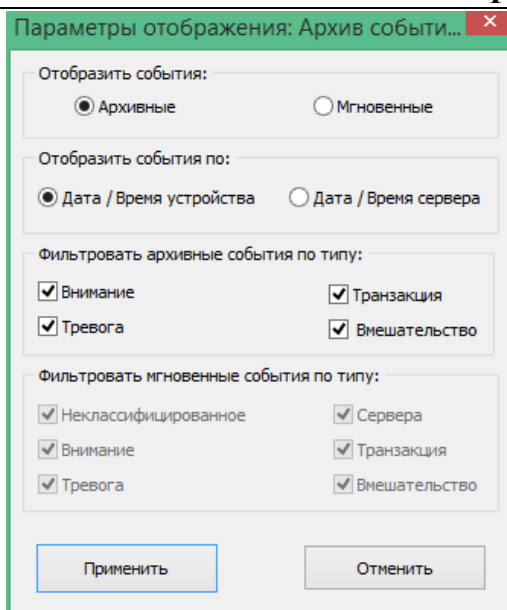 Параметры отображения: Архив событи...
Отобразить события:
Архивные Мгновенные
Отобразить события по:
Дата / Время устройства Дата / Время сервера
Фильтровать архивные события по типу:
Внимание Транзакция
Тревога Вмешательство
Фильтровать мгновенные события по типу:
Неклассифицированное Сервера
Внимание Транзакция
Тревога Вмешательство
Применить Отменить